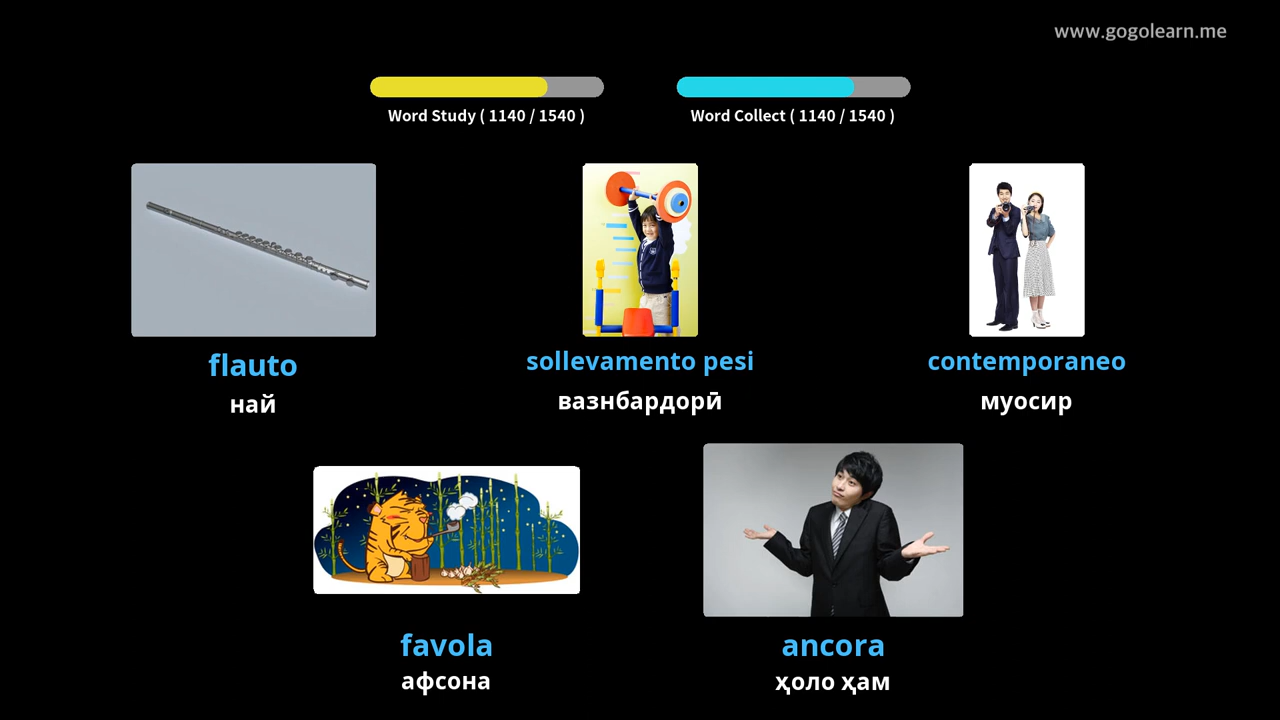 www.gogolearn.me
Word Study ( 1140 / 1540 )
Word Collect ( 1140 / 1540 )
flauto
най
sollevamento pesi
вазнбардорӣ
contemporaneo
муосир
favola
афсона
ancora
ҳоло ҳам